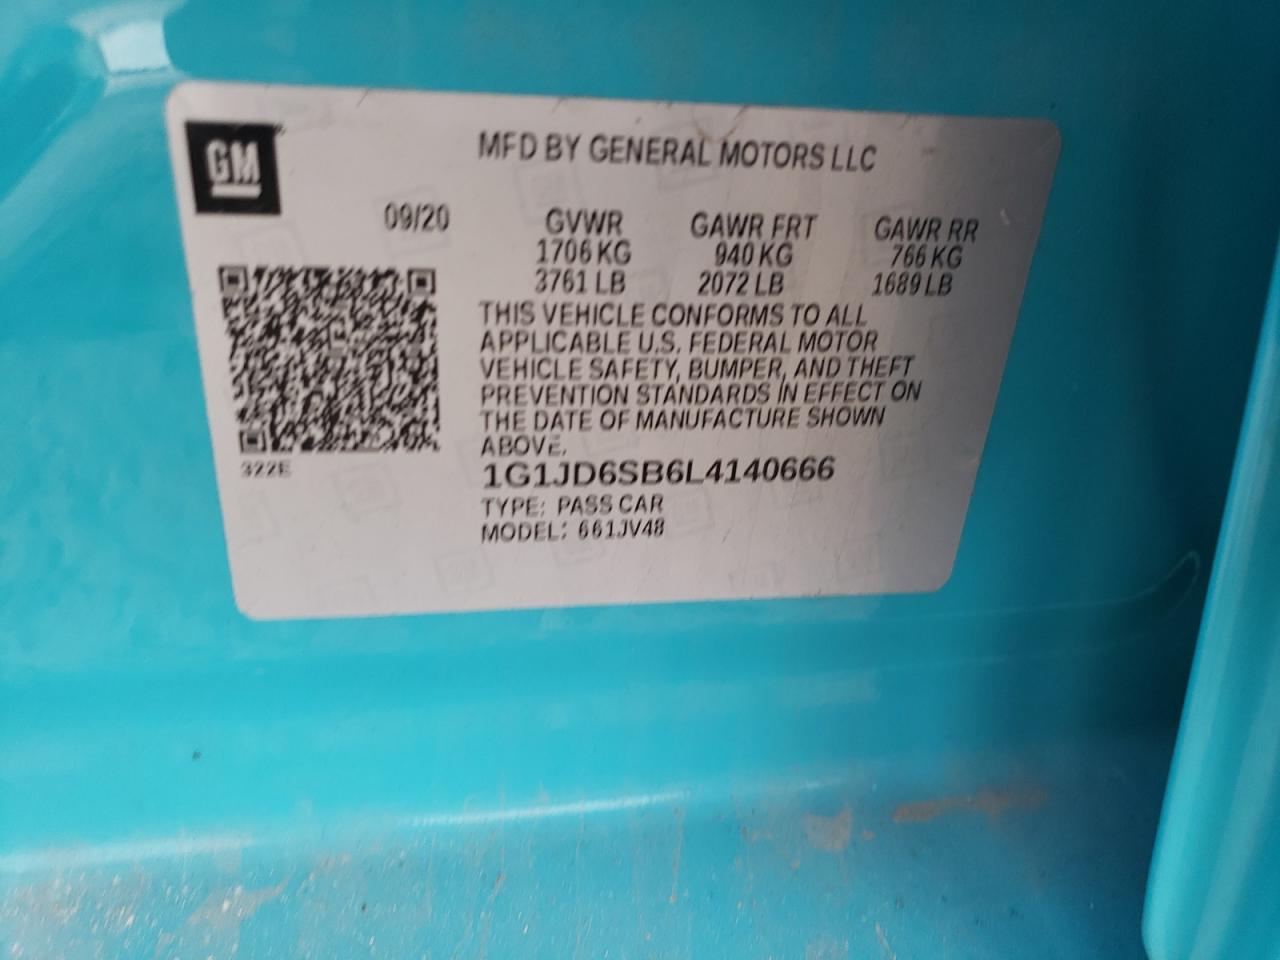 GM
MFD BY GENERAL MOTORS LLC
09/20 GVWR GAWR FRT GAWR RR
1706 KG 940 KG 766 KG
3761 LB 2072 LB 1689 LB
THIS VEHICLE CONFORMS TO ALL
APPLICABLE U.S. FEDERAL MOTOR
VEHICLE SAFETY, BUMPER, AND THEFT
PREVENTION STANDARDS IN EFFECT ON
THE DATE OF MANUFACTURE SHOWN
ABOVE.
322E
1G1JD6SB6L4140666
TYPE: PASS CAR
MODEL: 661JV48